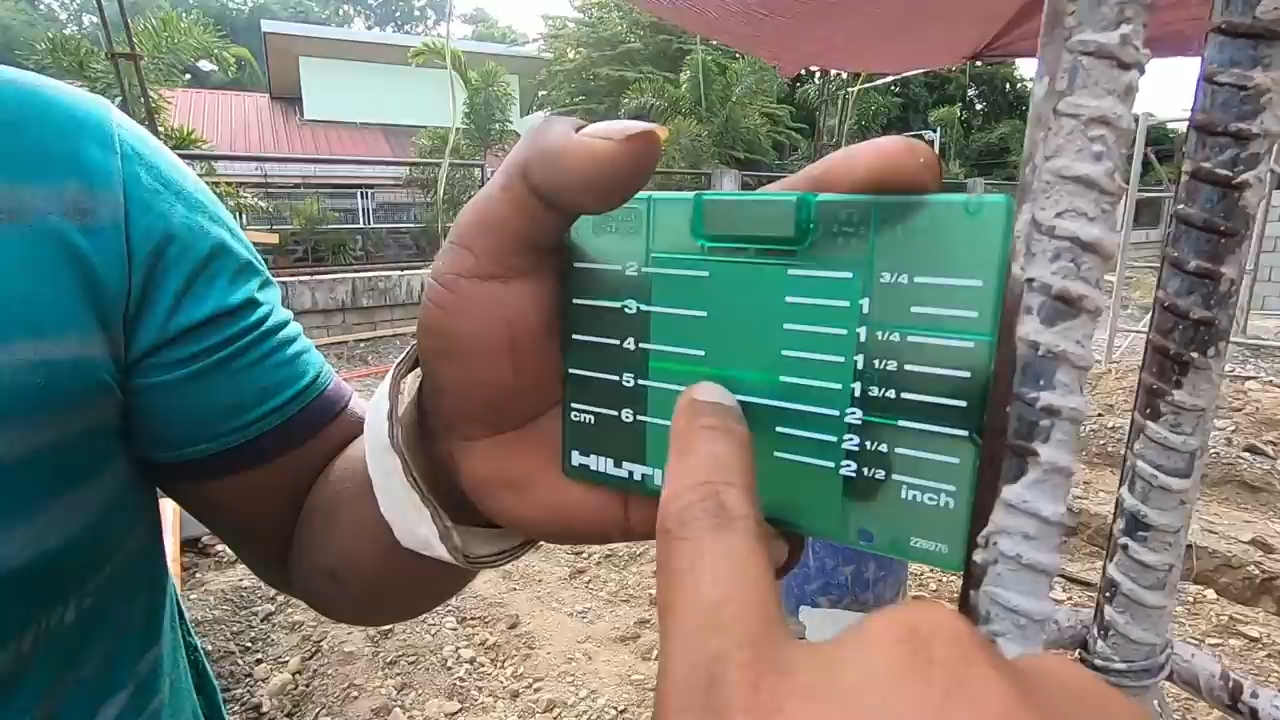 2 3/4
3 1
4 1 1/4
1 1/2
5 1 3/4
cm 6 2
2 1/4
HILTI 2 1/2
inch
228976